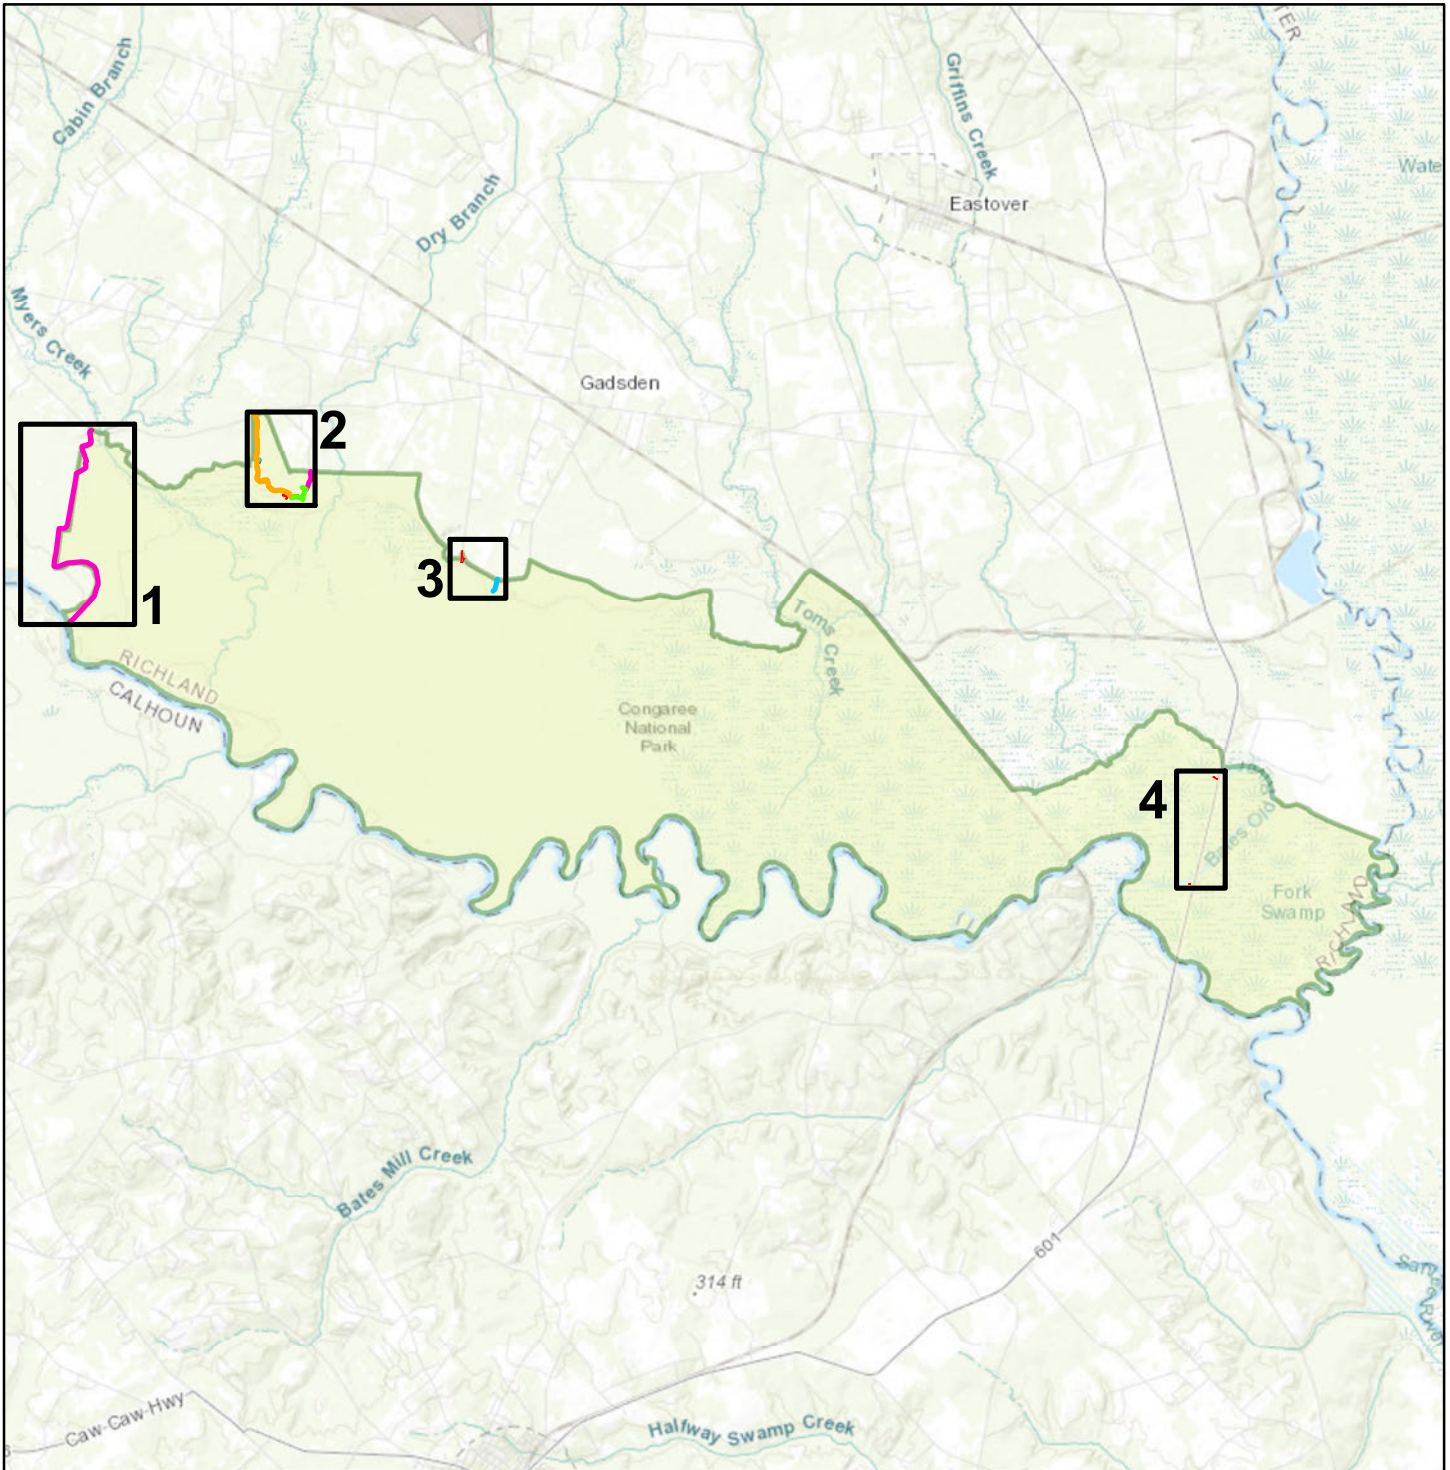 TER
Cabin Branch
Griffins Creek
Wate
Dry Branch
Eastover
Myers Creek
Gadsden
2
3
1
Toms Creek
RICHLAND
CALHOUN
Congaree
National
Park
4
Bates Old
Fork
Swamp
RICHLAND
Bates Mill Creek
601
314 ft
Caw-Caw-Hwy
Halfway Swamp Creek